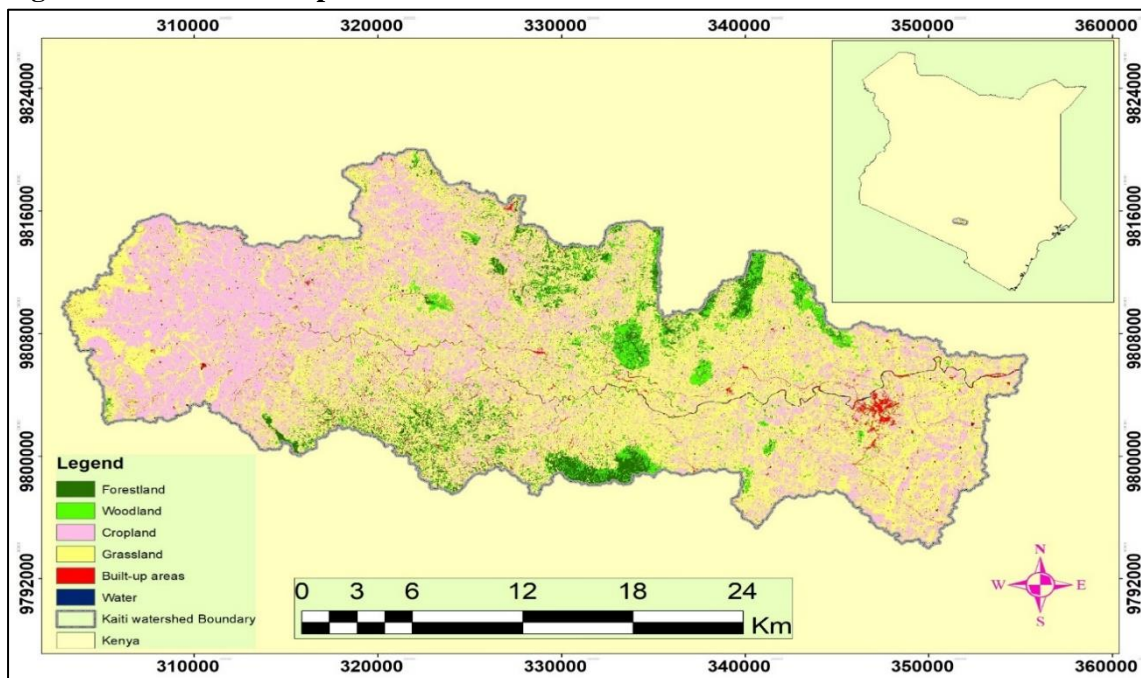 310000 320000 330000 340000 350000 360000
9824000 9824000
9816000 9816000
9808000 9808000
9800000 9800000
9792000 9792000
Legend
Forestland
Woodland
Cropland
Grassland
Built-up areas
Water
Kaiti watershed Boundary
Kenya
0 3 6 12 18 24
Km
N
W E
S
310000 320000 330000 340000 350000 360000